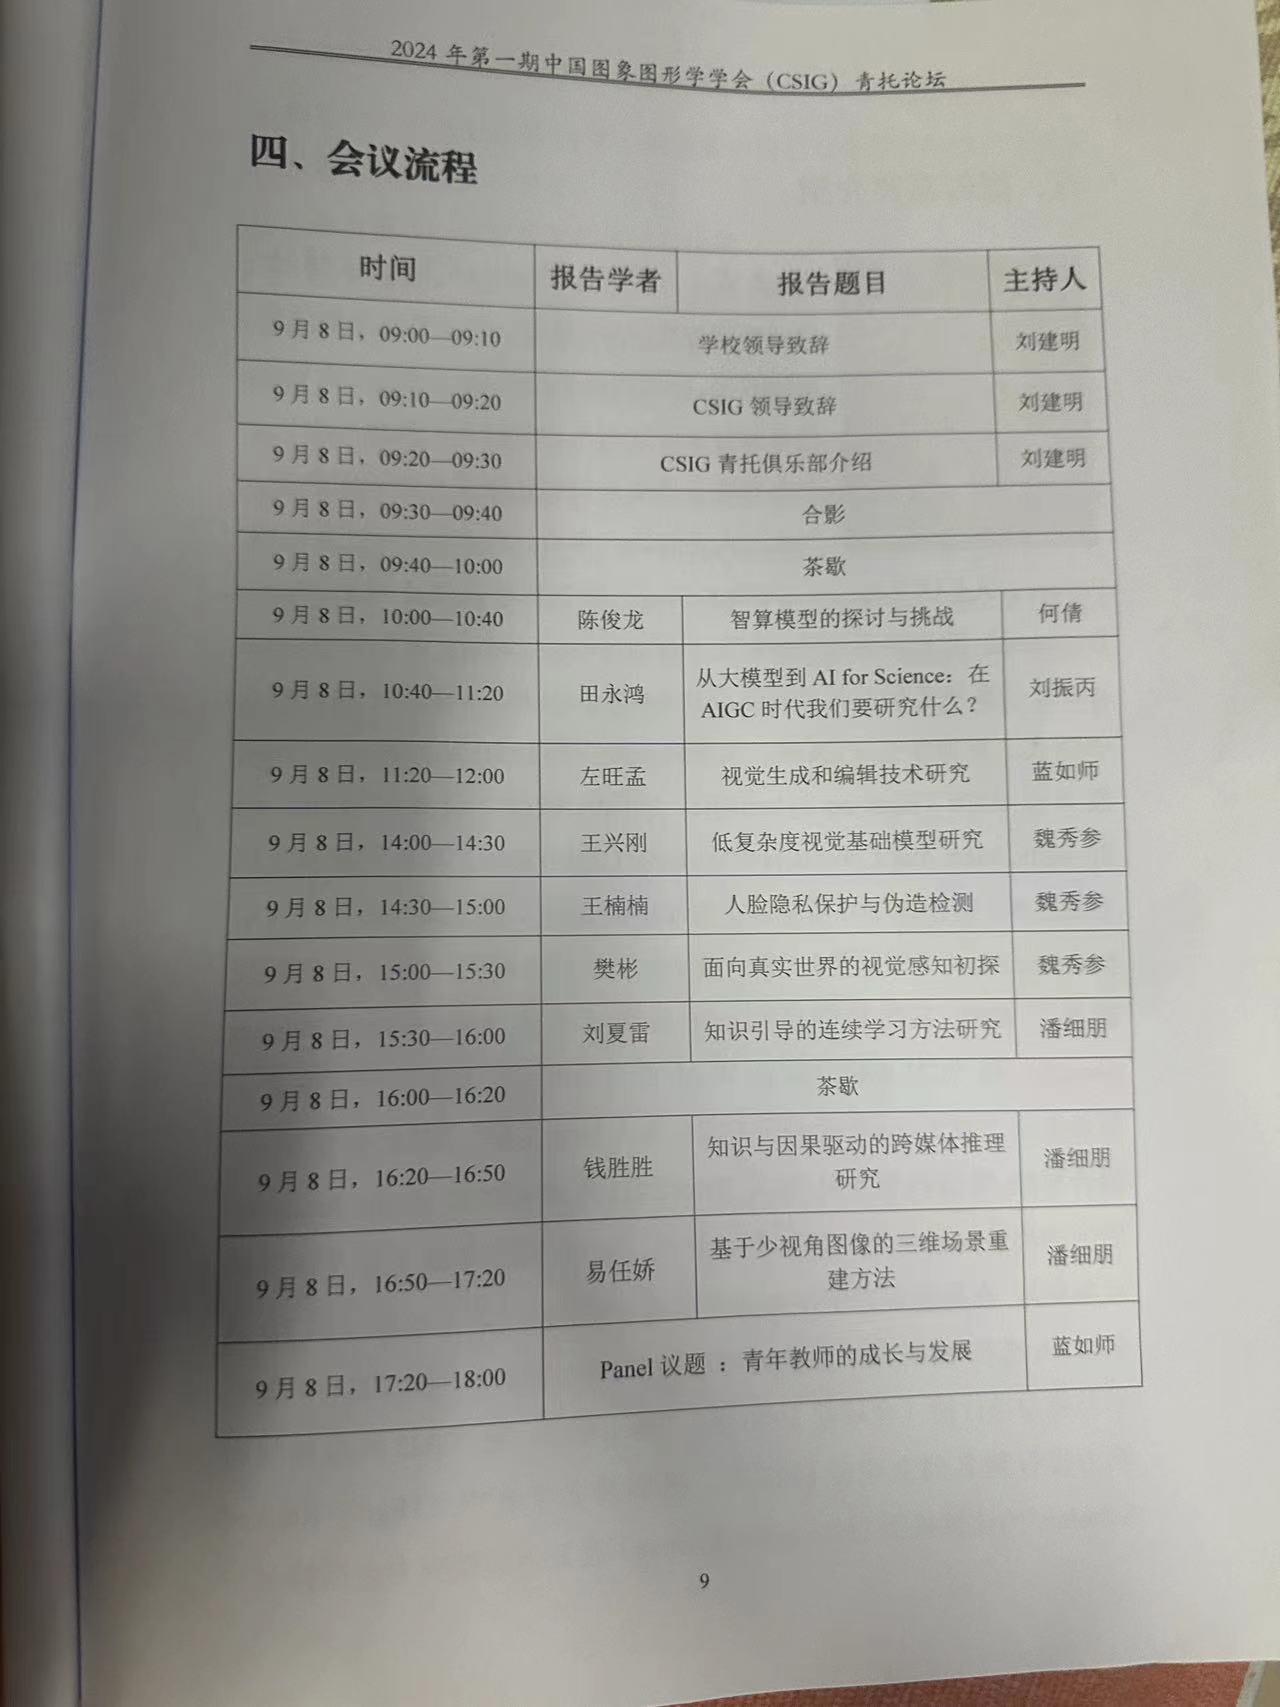 2024 年第一期中国图象图形学学会（CSIG）青托论坛
四、会议流程
时间 报告学者 报告题目 主持人
9 月 8 日，09:00—09:10 学校领导致辞 刘建明
9 月 8 日，09:10—09:20 CSIG 领导致辞 刘建明
9 月 8 日，09:20—09:30 CSIG 青托俱乐部介绍 刘建明
9 月 8 日，09:30—09:40 合影
9 月 8 日，09:40—10:00 茶歇
9 月 8 日，10:00—10:40 陈俊龙 智算模型的探讨与挑战 何倩
9 月 8 日，10:40—11:20 田永鸿 从大模型到 AI for Science：在
AIGC 时代我们要研究什么？ 刘振丙
9 月 8 日，11:20—12:00 左旺孟 视觉生成和编辑技术研究 蓝如师
9 月 8 日，14:00—14:30 王兴刚 低复杂度视觉基础模型研究 魏秀参
9 月 8 日，14:30—15:00 王楠楠 人脸隐私保护与伪造检测 魏秀参
9 月 8 日，15:00—15:30 樊彬 面向真实世界的视觉感知初探 魏秀参
9 月 8 日，15:30—16:00 刘夏雷 知识引导的连续学习方法研究 潘细朋
9 月 8 日，16:00—16:20 茶歇
9 月 8 日，16:20—16:50 钱胜胜 知识与因果驱动的跨媒体推理
研究 潘细朋
9 月 8 日，16:50—17:20 易任娇 基于少视角图像的三维场景重
建方法 潘细朋
9 月 8 日，17:20—18:00 Panel 议题 ：青年教师的成长与发展 蓝如师
9